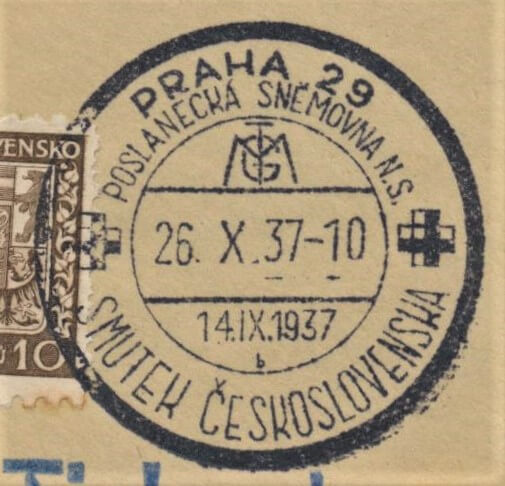 PRAHA 29
POSLANECKÁ SNĚMOVNA N.S.
TGM
26. X .37-10
14.IX.1937
b
SMUTEK ČESKOSLOVENSKA
VENSKO
10